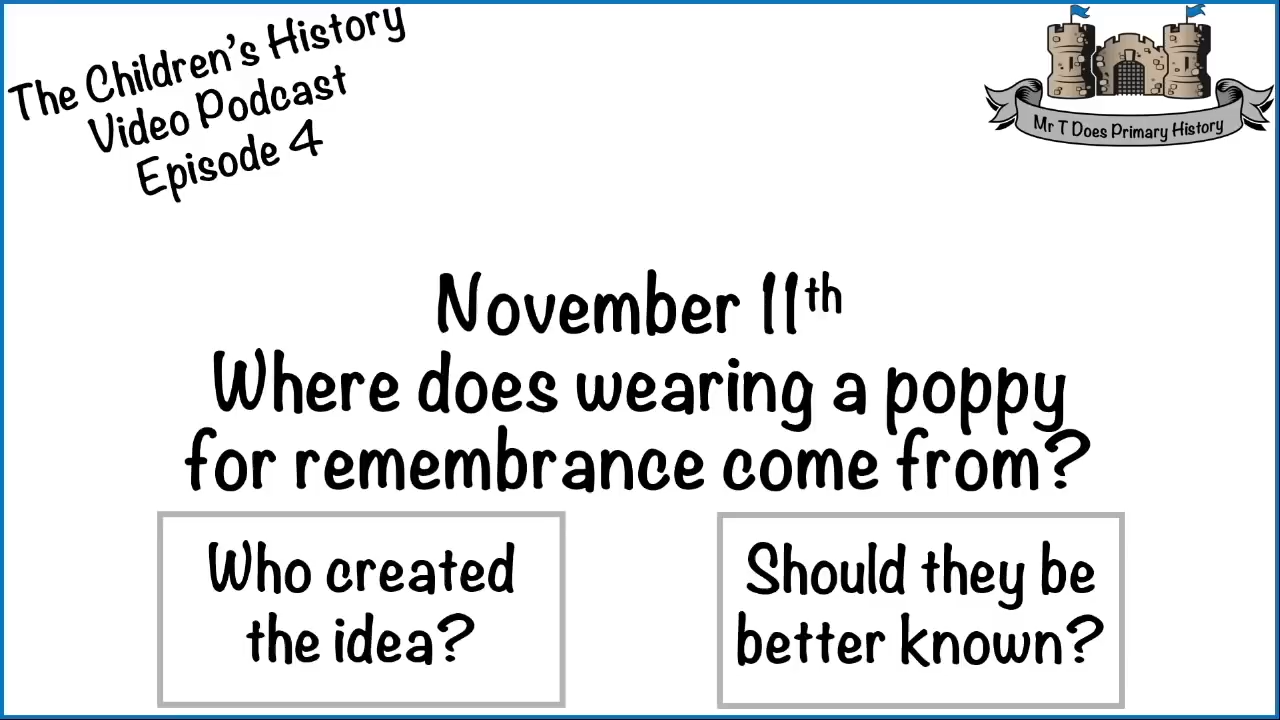 The Children's History
Video Podcast
Episode 4
Mr T Does Primary History
November 11th
Where does wearing a poppy
for remembrance come from?
Who created
the idea?
Should they be
better known?